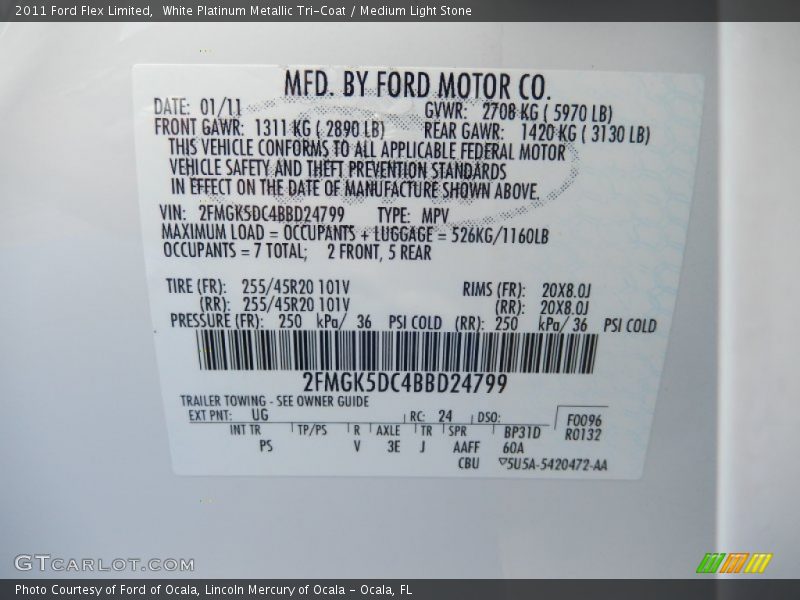 2011 Ford Flex Limited,  White Platinum Metallic Tri-Coat / Medium Light Stone
MFD. BY FORD MOTOR CO.
DATE: 01/11 GVWR: 2708 KG ( 5970 LB)
FRONT GAWR: 1311 KG ( 2890 LB) REAR GAWR: 1420 KG ( 3130 LB)
THIS VEHICLE CONFORMS TO ALL APPLICABLE FEDERAL MOTOR
VEHICLE SAFETY AND THEFT PREVENTION STANDARDS
IN EFFECT ON THE DATE OF MANUFACTURE SHOWN ABOVE.
VIN: 2FMGK5DC4BBD24799 TYPE: MPV
MAXIMUM LOAD = OCCUPANTS + LUGGAGE = 526KG/1160LB
OCCUPANTS = 7 TOTAL; 2 FRONT, 5 REAR
TIRE (FR): 255/45R20 101V RIMS (FR): 20X8.0J
(RR): 255/45R20 101V (RR): 20X8.0J
PRESSURE (FR): 250 kPa/ 36 PSI COLD (RR): 250 kPa/ 36 PSI COLD
2FMGK5DC4BBD24799
TRAILER TOWING - SEE OWNER GUIDE
EXT PNT: UG RC: 24 DSO: F0096
INT TR TP/PS R AXLE TR SPR BP31D R0132
PS V 3E J AAFF 60A
CBU ▽5U5A-5420472-AA
GTCARLOT.COM
Photo Courtesy of Ford of Ocala, Lincoln Mercury of Ocala - Ocala, FL